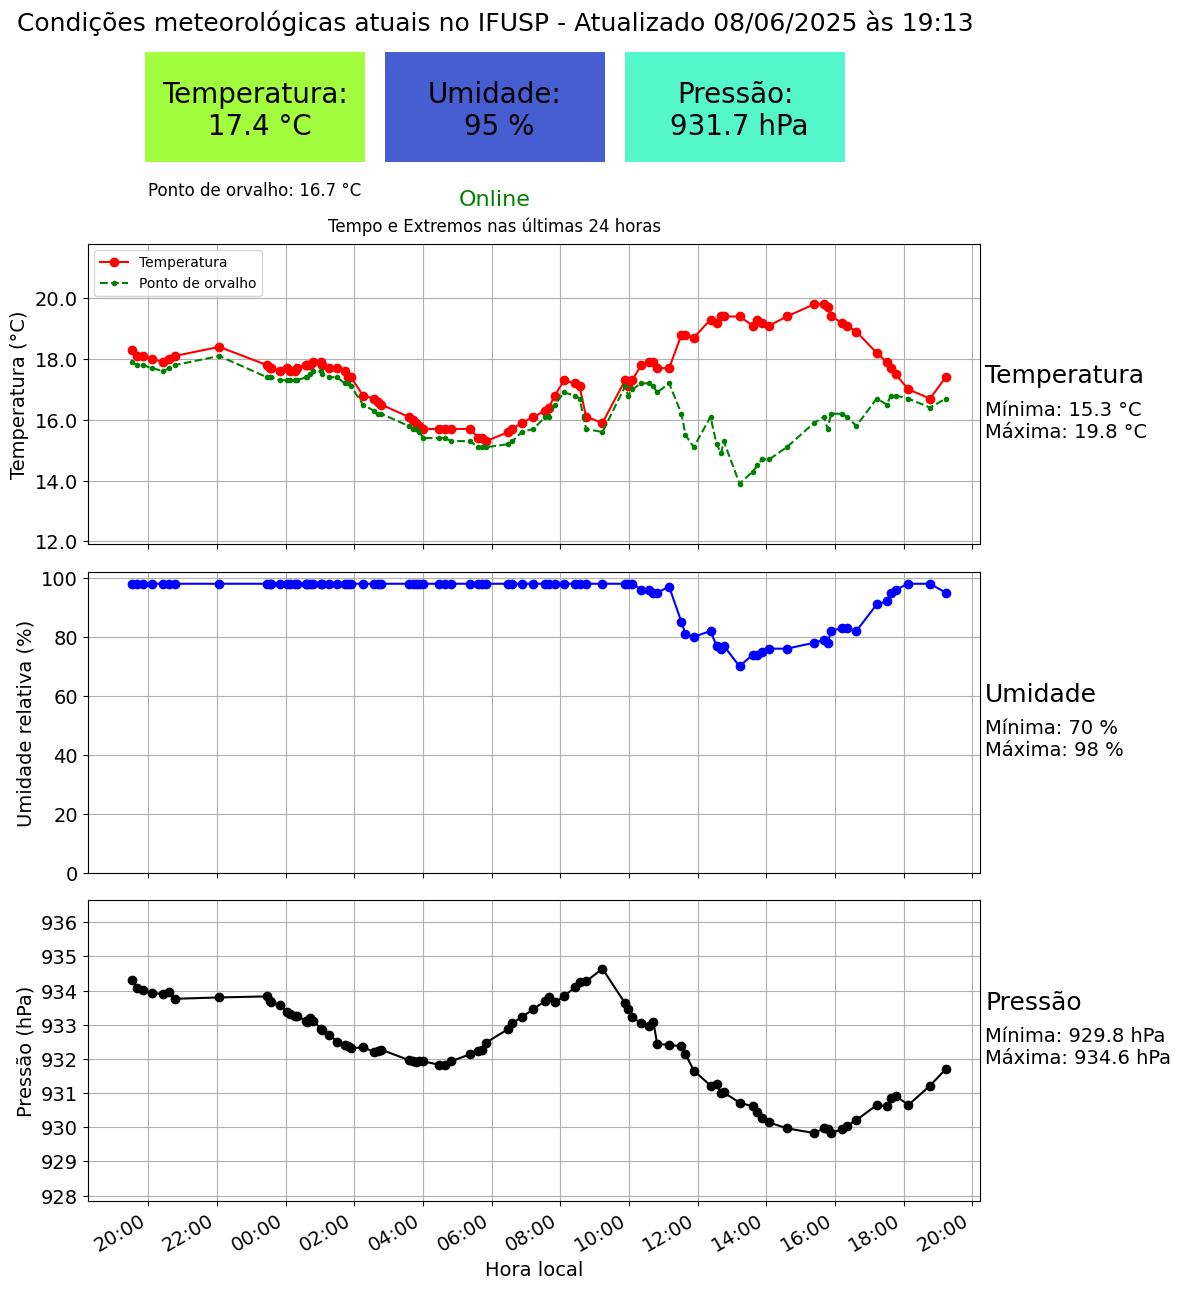 Condições meteorológicas atuais no IFUSP - Atualizado 08/06/2025 às 19:13
Temperatura:
17.4 °C
Umidade:
95 %
Pressão:
931.7 hPa
Ponto de orvalho: 16.7 °C
Online
Tempo e Extremos nas últimas 24 horas
Temperatura
Ponto de orvalho
Temperatura (°C)
20.0
18.0
16.0
14.0
12.0
Temperatura
Mínima: 15.3 °C
Máxima: 19.8 °C
Umidade relativa (%)
100
80
60
40
20
0
Umidade
Mínima: 70 %
Máxima: 98 %
Pressão (hPa)
936
935
934
933
932
931
930
929
928
Pressão
Mínima: 929.8 hPa
Máxima: 934.6 hPa
20:00
22:00
00:00
02:00
04:00
06:00
08:00
10:00
12:00
14:00
16:00
18:00
20:00
Hora local